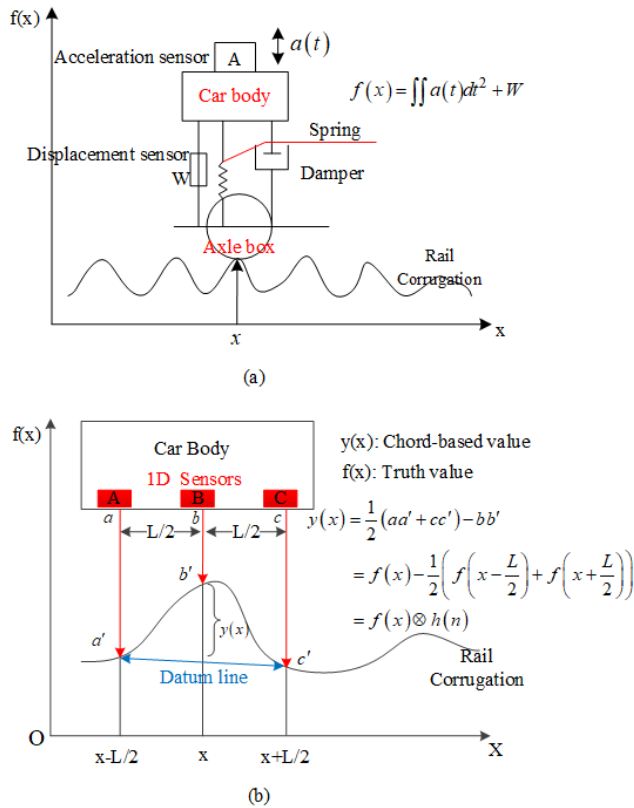 f(x)
Acceleration sensor
A
a(t)
Car body
f(x) = ∬ a(t)dt² + W
Spring
Displacement sensor
W
Damper
Axle box
Rail
Corrugation
x
x
(a)
f(x)
Car Body
1D Sensors
A B C
a b c
L/2 L/2
y(x): Chord-based value
f(x): Truth value
y(x) = 1/2 (aa′ + cc′) − bb′
= f(x) − 1/2 ( f( x − L/2 ) + f( x + L/2 ) )
= f(x) ⊗ h(n)
b′
y(x)
a′
c′
Datum line
Rail
Corrugation
O
x-L/2 x x+L/2 X
(b)